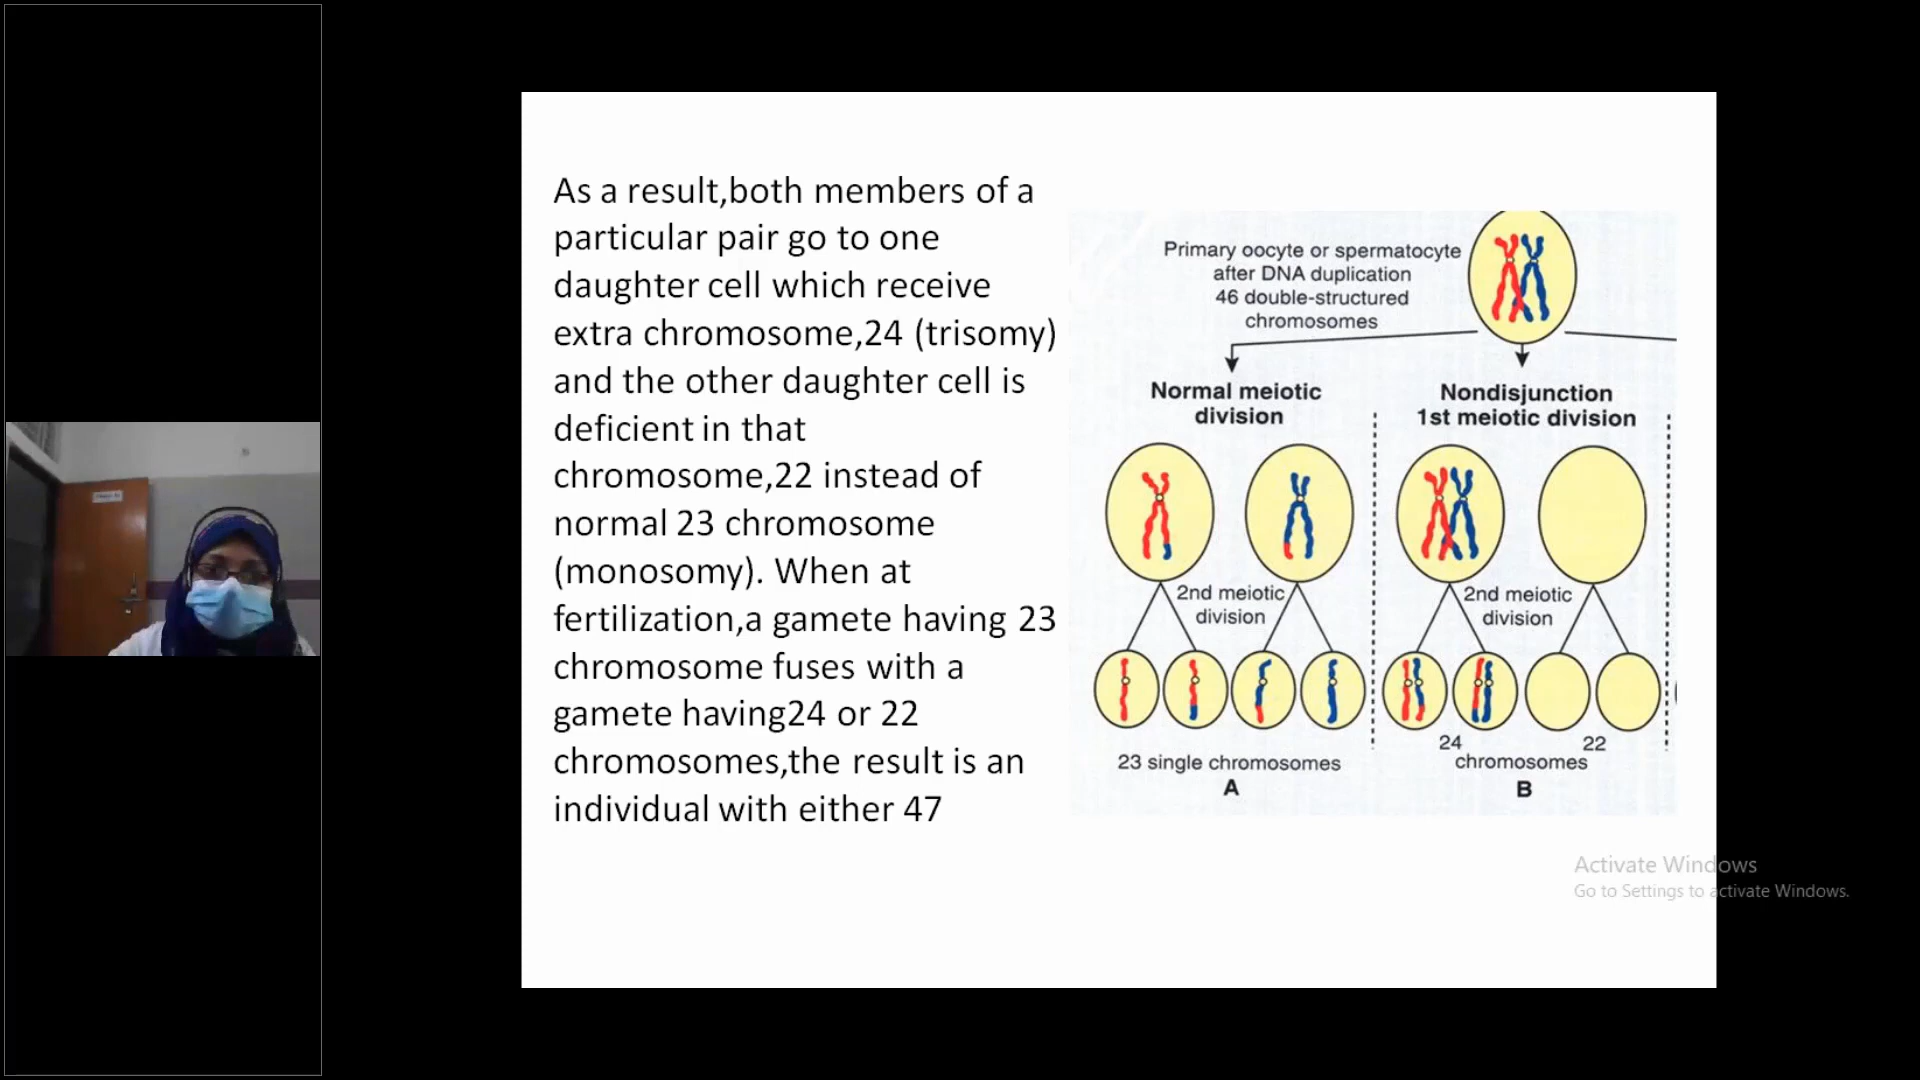 As a result,both members of a
particular pair go to one
daughter cell which receive
extra chromosome,24 (trisomy)
and the other daughter cell is
deficient in that
chromosome,22 instead of
normal 23 chromosome
(monosomy). When at
fertilization,a gamete having 23
chromosome fuses with a
gamete having24 or 22
chromosomes,the result is an
individual with either 47
Primary oocyte or spermatocyte
after DNA duplication
46 double-structured
chromosomes
Normal meiotic
division
Nondisjunction
1st meiotic division
2nd meiotic
division
2nd meiotic
division
23 single chromosomes
A
24
22
chromosomes
B
Activate Windows
Go to Settings to activate Windows.